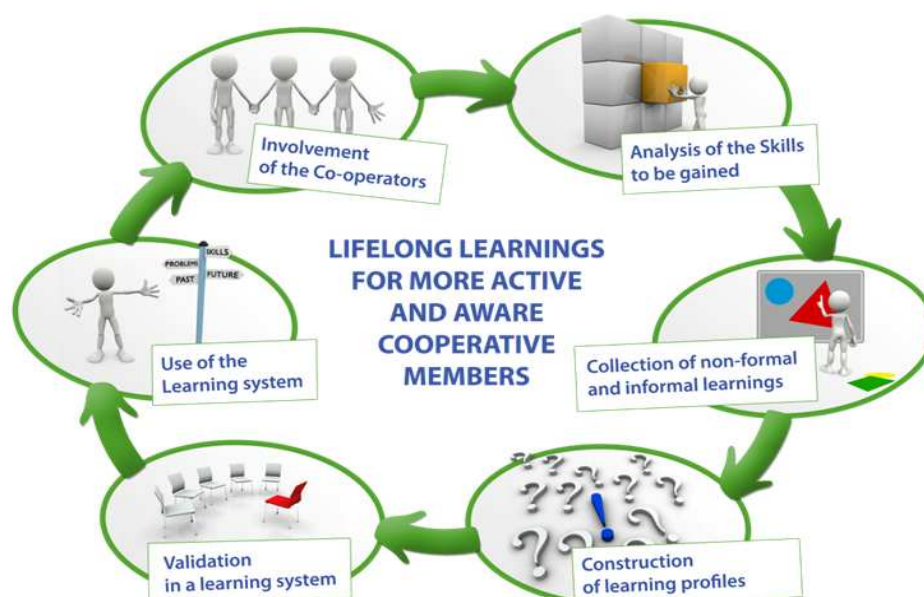 Involvement
of the Co-operators
Analysis of the Skills
to be gained
LIFELONG LEARNINGS
FOR MORE ACTIVE
AND AWARE
COOPERATIVE
MEMBERS
Collection of non-formal
and informal learnings
Construction
of learning profiles
Validation
in a learning system
SKILLS
PROBLEMS
FUTURE
PAST
Use of the
Learning system